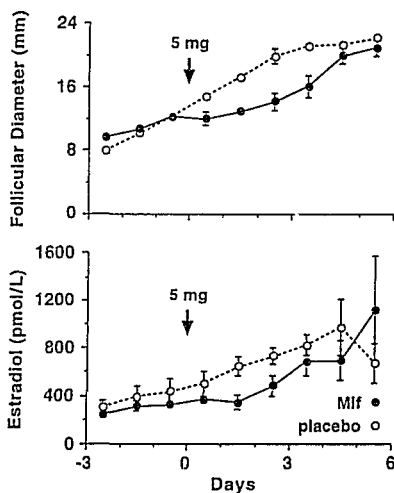 Follicular Diameter (mm)
24
16
8
0
5 mg
Estradiol (pmol/L)
1600
1200
800
400
0
5 mg
Mif
placebo
-3
0
3
6
Days